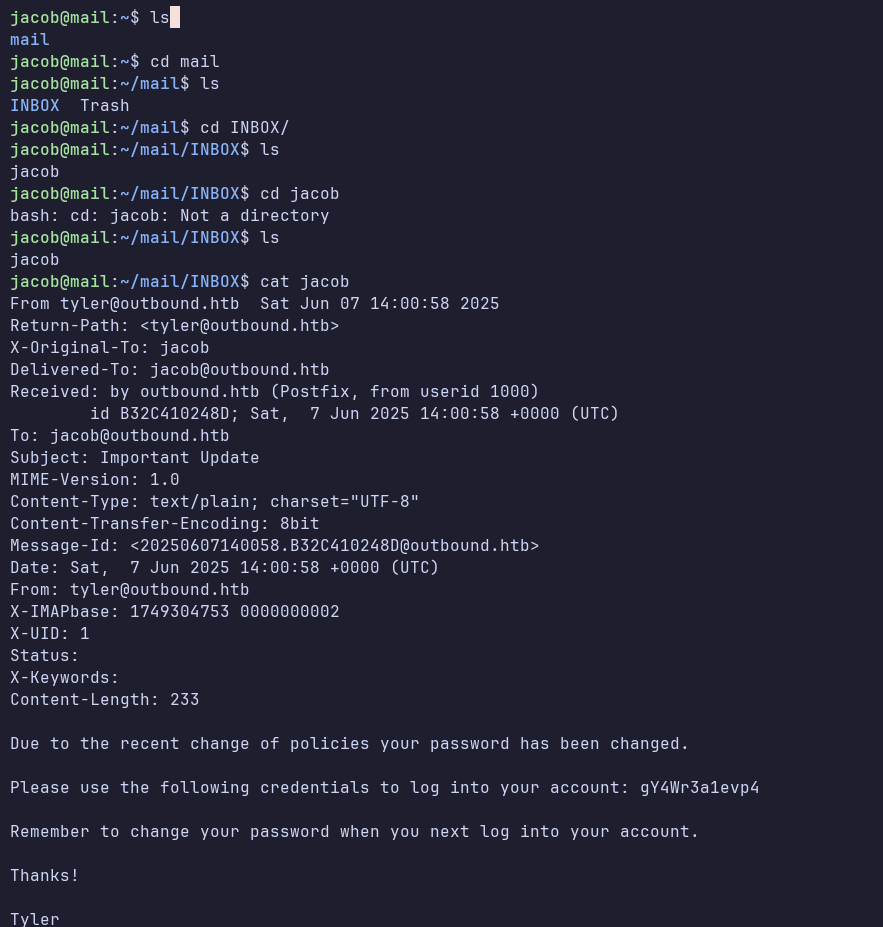 jacob@mail:~$ ls
mail
jacob@mail:~$ cd mail
jacob@mail:~/mail$ ls
INBOX  Trash
jacob@mail:~/mail$ cd INBOX/
jacob@mail:~/mail/INBOX$ ls
jacob
jacob@mail:~/mail/INBOX$ cd jacob
bash: cd: jacob: Not a directory
jacob@mail:~/mail/INBOX$ ls
jacob
jacob@mail:~/mail/INBOX$ cat jacob
From tyler@outbound.htb  Sat Jun 07 14:00:58 2025
Return-Path: <tyler@outbound.htb>
X-Original-To: jacob
Delivered-To: jacob@outbound.htb
Received: by outbound.htb (Postfix, from userid 1000)
        id B32C410248D; Sat,  7 Jun 2025 14:00:58 +0000 (UTC)
To: jacob@outbound.htb
Subject: Important Update
MIME-Version: 1.0
Content-Type: text/plain; charset="UTF-8"
Content-Transfer-Encoding: 8bit
Message-Id: <20250607140058.B32C410248D@outbound.htb>
Date: Sat,  7 Jun 2025 14:00:58 +0000 (UTC)
From: tyler@outbound.htb
X-IMAPbase: 1749304753 0000000002
X-UID: 1
Status:
X-Keywords:
Content-Length: 233

Due to the recent change of policies your password has been changed.

Please use the following credentials to log into your account: gY4Wr3a1evp4

Remember to change your password when you next log into your account.

Thanks!

Tyler